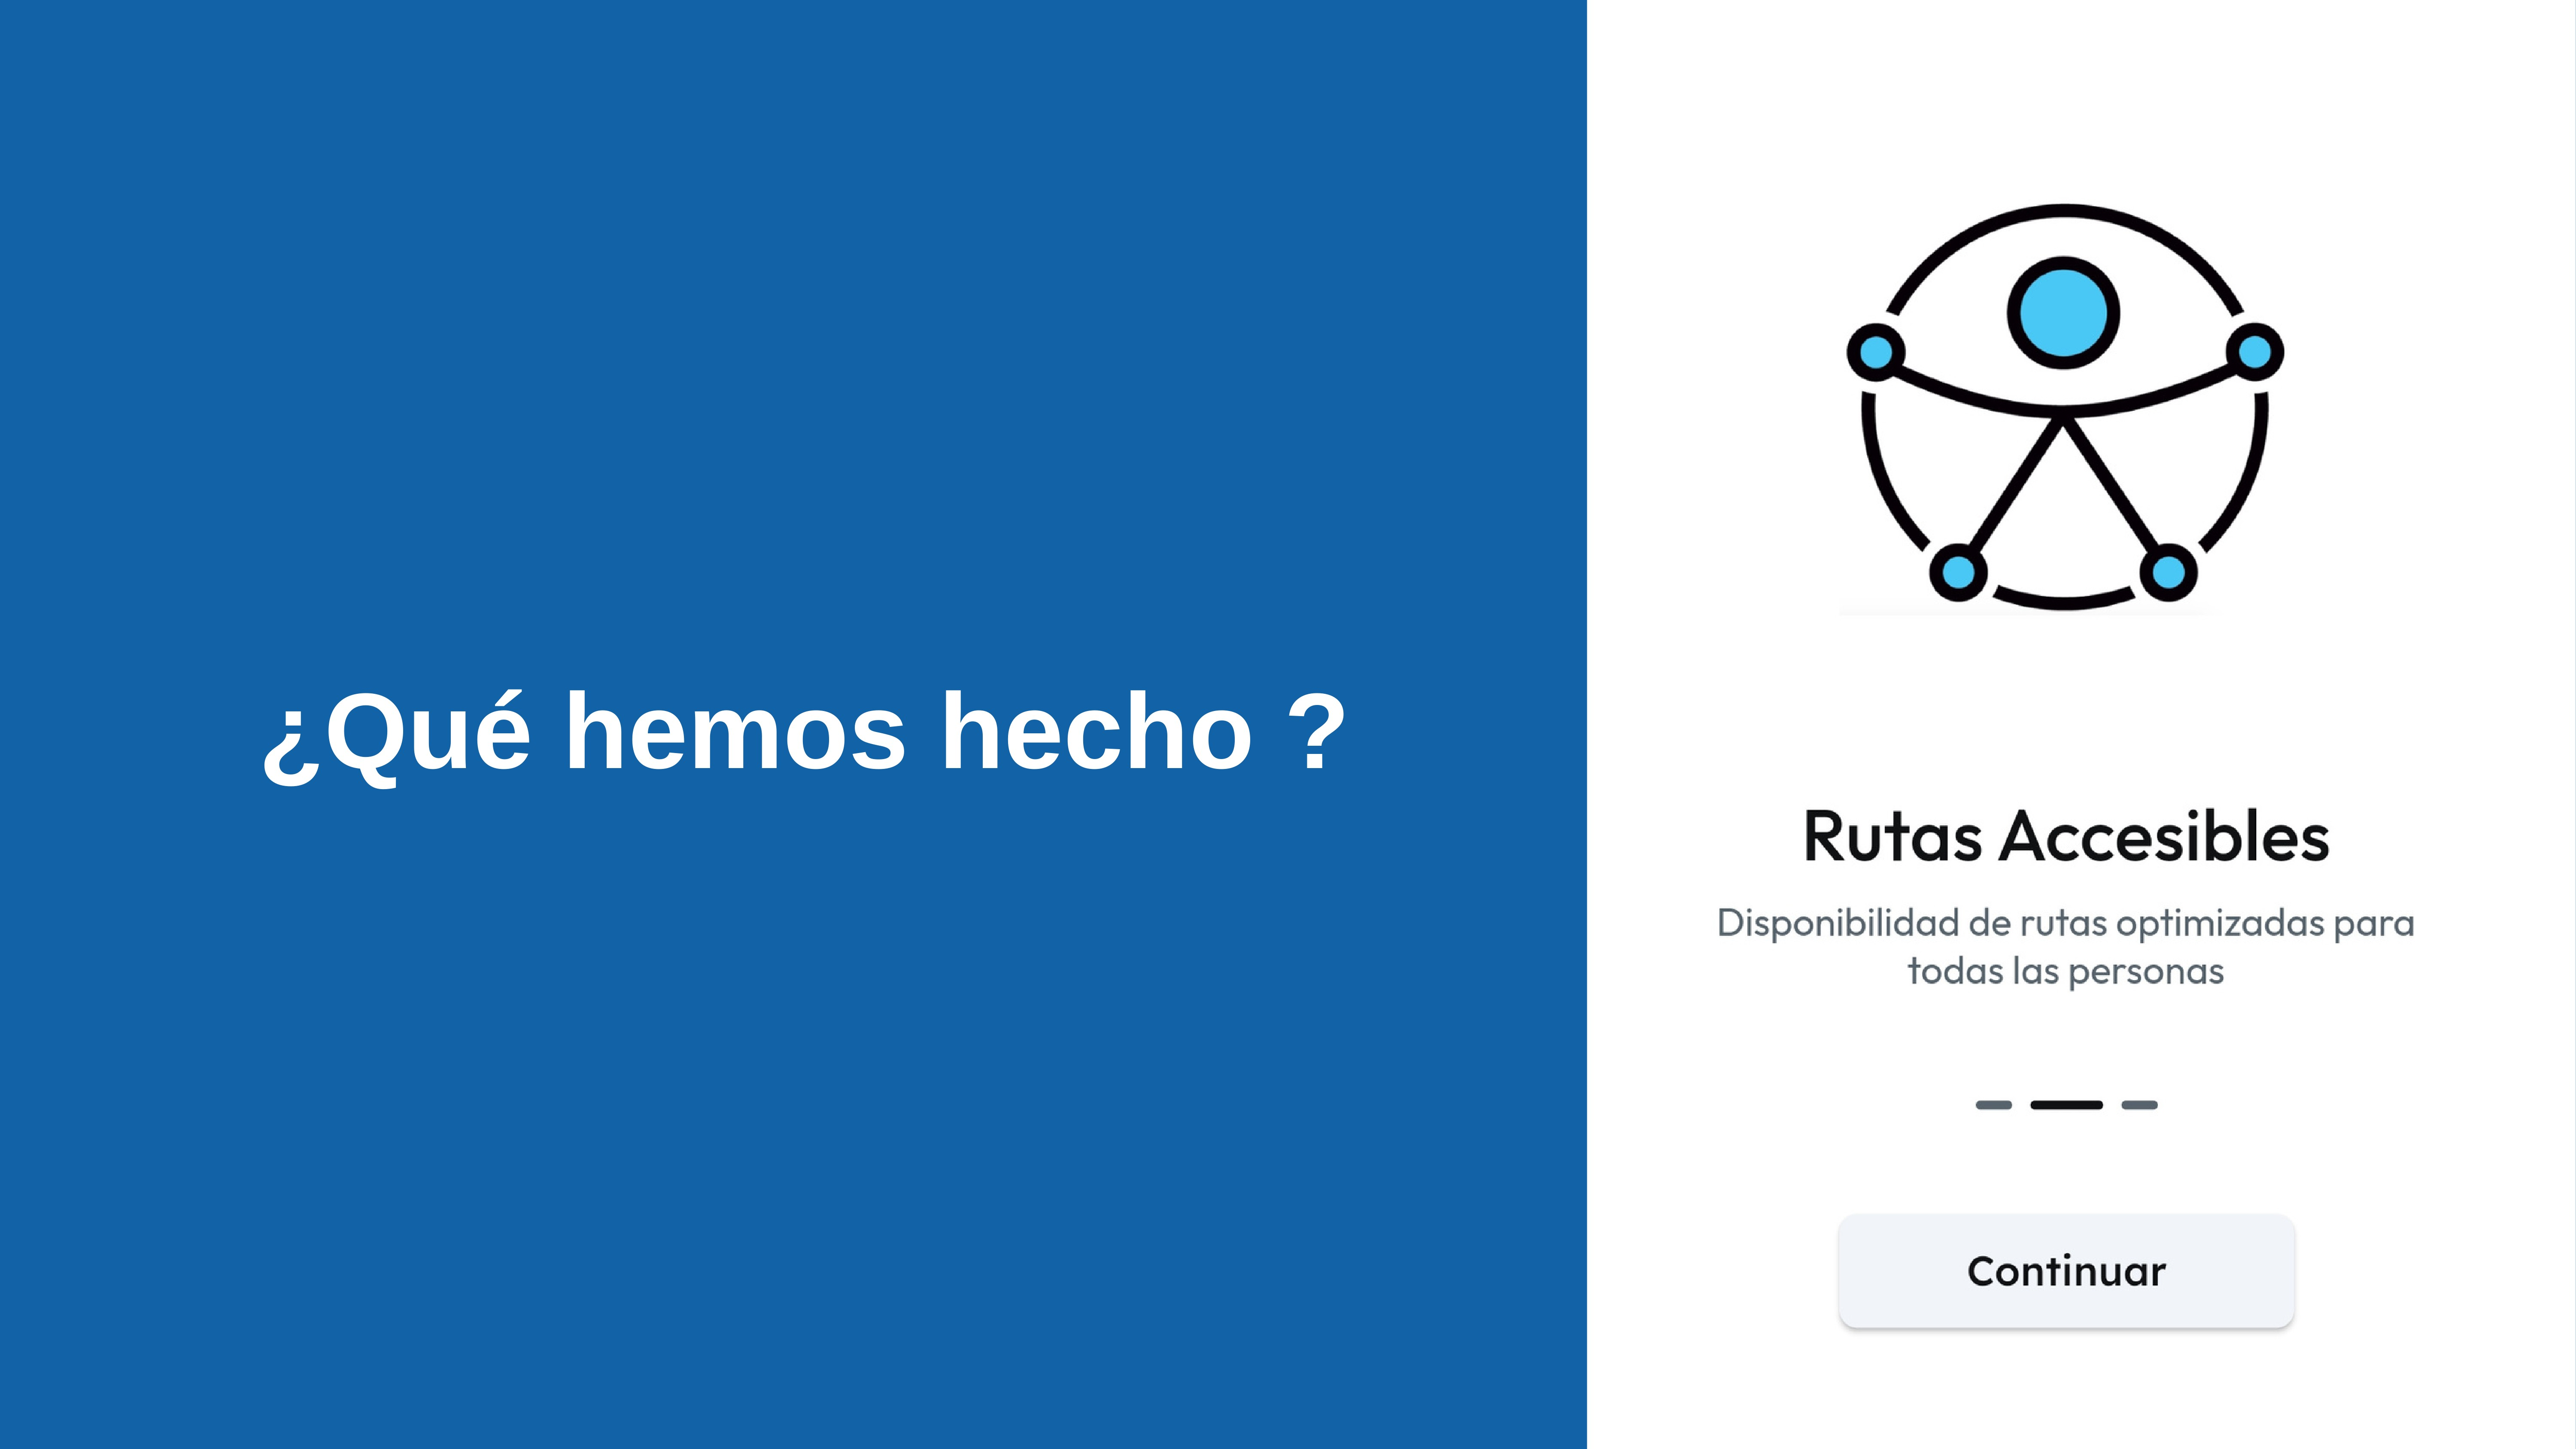 ¿Qué hemos hecho ?
Rutas Accesibles
Disponibilidad de rutas optimizadas para
todas las personas
Continuar